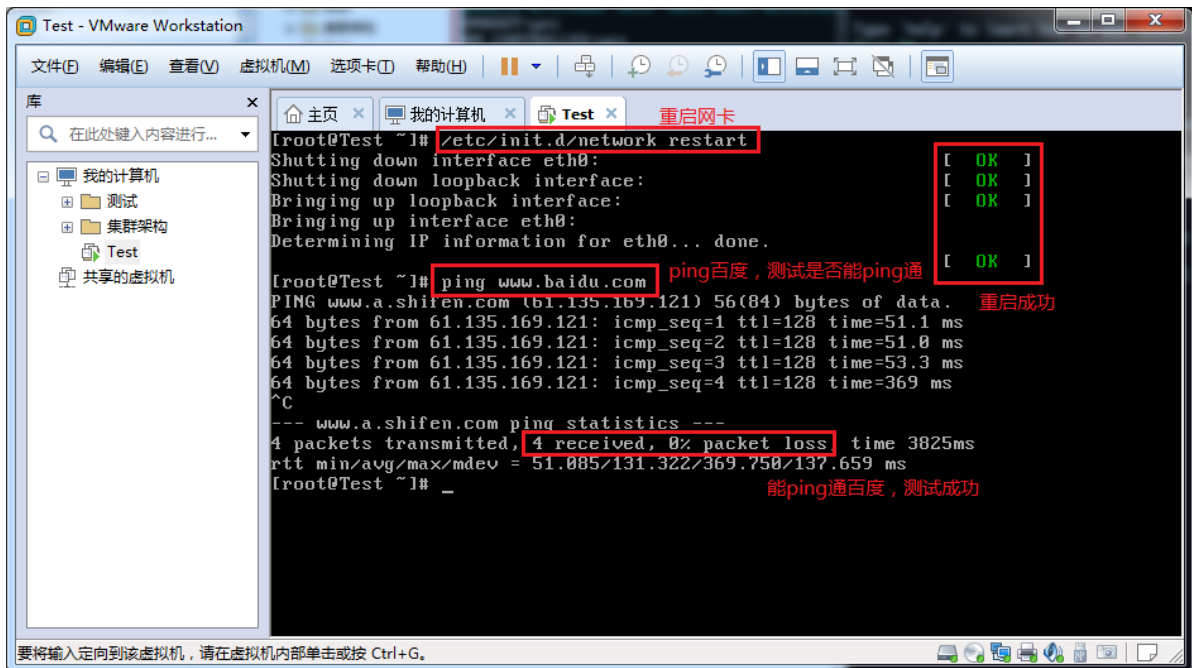 Test - VMware Workstation
文件(F) 编辑(E) 查看(V) 虚拟机(M) 选项卡(T) 帮助(H)
库
在此处键入内容进行...
我的计算机
测试
集群架构
Test
共享的虚拟机
主页 我的计算机 Test 重启网卡
[root@Test ~]# /etc/init.d/network restart
Shutting down interface eth0: [ OK ]
Shutting down loopback interface: [ OK ]
Bringing up loopback interface: [ OK ]
Bringing up interface eth0:
Determining IP information for eth0... done.
[ OK ]
[root@Test ~]# ping www.baidu.com ping百度，测试是否能ping通
PING www.a.shifen.com (61.135.169.121) 56(84) bytes of data. 重启成功
64 bytes from 61.135.169.121: icmp_seq=1 ttl=128 time=51.1 ms
64 bytes from 61.135.169.121: icmp_seq=2 ttl=128 time=51.0 ms
64 bytes from 61.135.169.121: icmp_seq=3 ttl=128 time=53.3 ms
64 bytes from 61.135.169.121: icmp_seq=4 ttl=128 time=369 ms
^C
--- www.a.shifen.com ping statistics ---
4 packets transmitted, 4 received, 0% packet loss, time 3825ms
rtt min/avg/max/mdev = 51.085/131.322/369.750/137.659 ms
[root@Test ~]# _ 能ping通百度，测试成功
要将输入定向到该虚拟机，请在虚拟机内部单击或按 Ctrl+G。